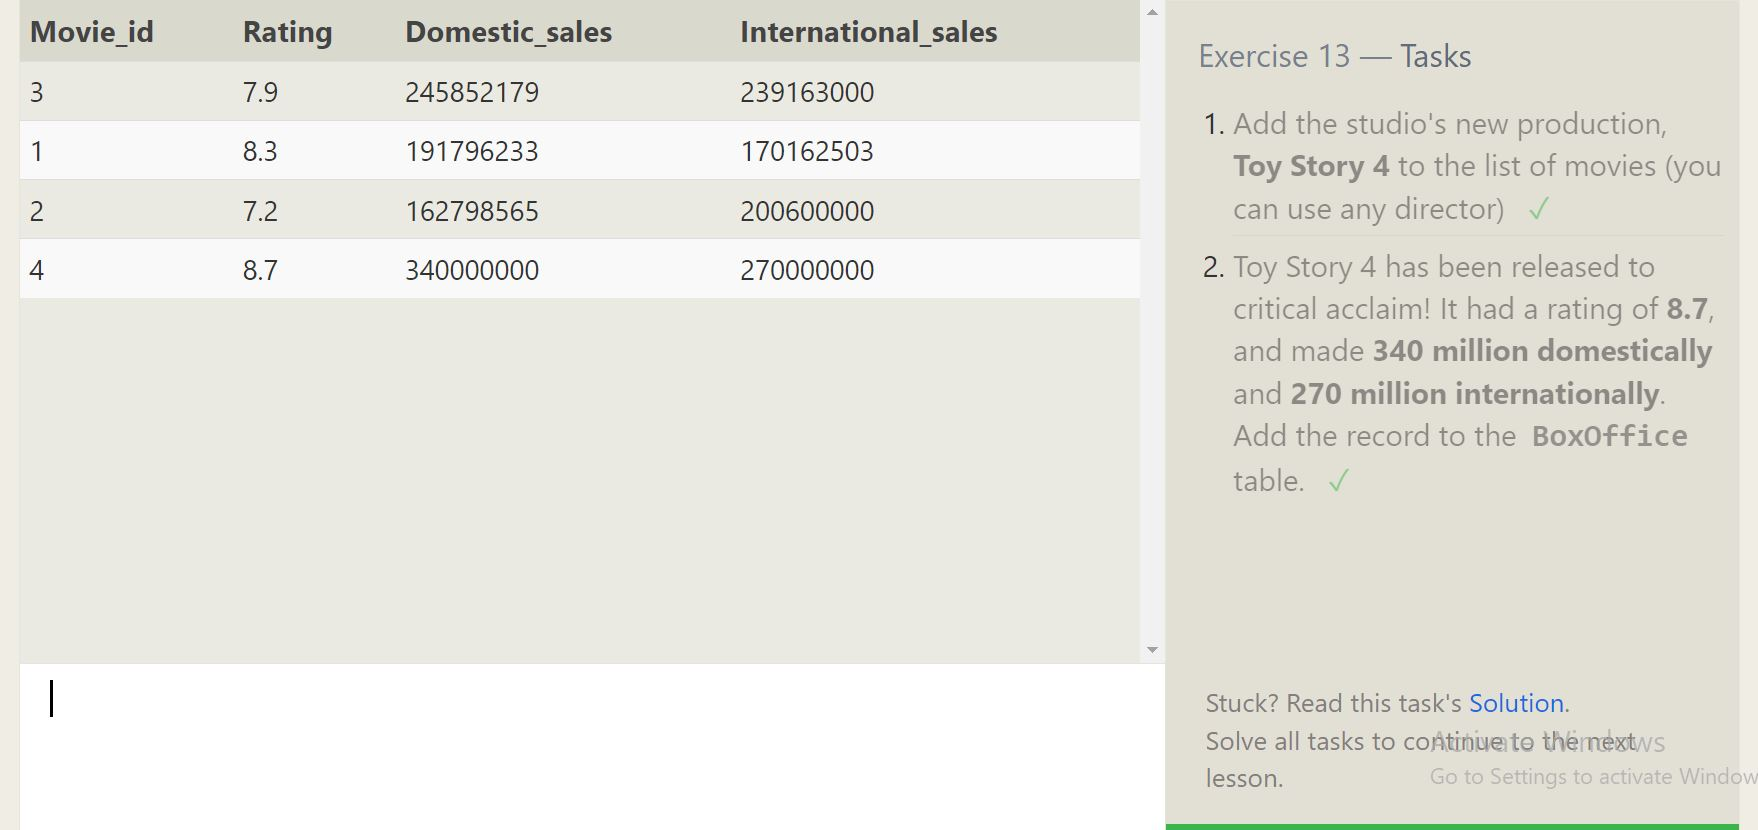 Movie_id Rating Domestic_sales International_sales
3 7.9 245852179 239163000
1 8.3 191796233 170162503
2 7.2 162798565 200600000
4 8.7 340000000 270000000
Exercise 13 — Tasks
1. Add the studio's new production,
Toy Story 4 to the list of movies (you
can use any director) ✓
2. Toy Story 4 has been released to
critical acclaim! It had a rating of 8.7,
and made 340 million domestically
and 270 million internationally.
Add the record to the BoxOffice
table. ✓
Stuck? Read this task's Solution.
Solve all tasks to continue to the next
lesson.
Activate Windows
Go to Settings to activate Window